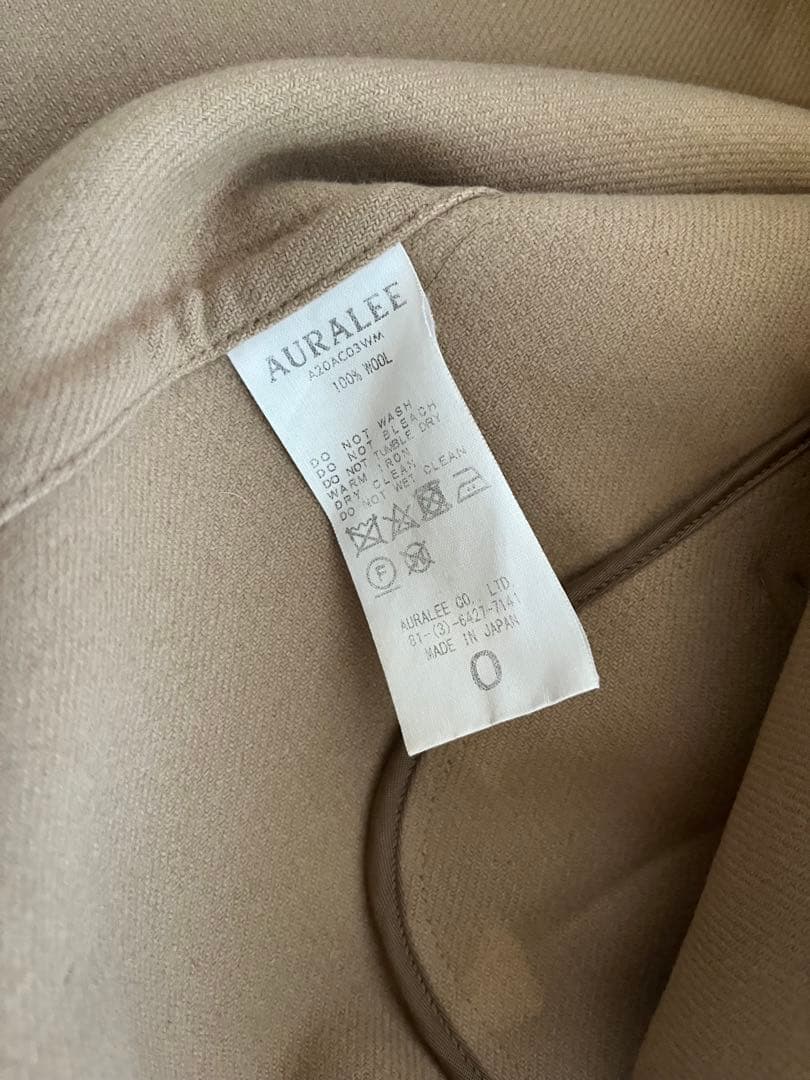 AURALEE
A20AC03WM
100% WOOL
DO NOT WASH
DO NOT BLEACH
DO NOT TUMBLE DRY
WARM IRON
DRY CLEAN
DO NOT WET CLEAN
F
AURALEE CO., LTD.
81-(3)-6427-7141
MADE IN JAPAN
0